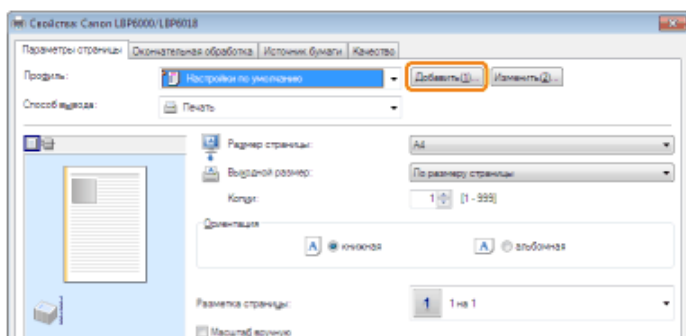 Свойства: Canon LBP6000/LBP6018
Параметры страницы Окончательная обработка Источник бумаги Качество
Профиль: Настройки по умолчанию Добавить(1)... Изменить(2)...
Способ вывода: Печать
Размер страницы: A4
Выходной размер: По размеру страницы
Копии: 1 [1 - 999]
Ориентация
A книжная A альбомная
Разметка страницы: 1 1 на 1
Масштаб вручную